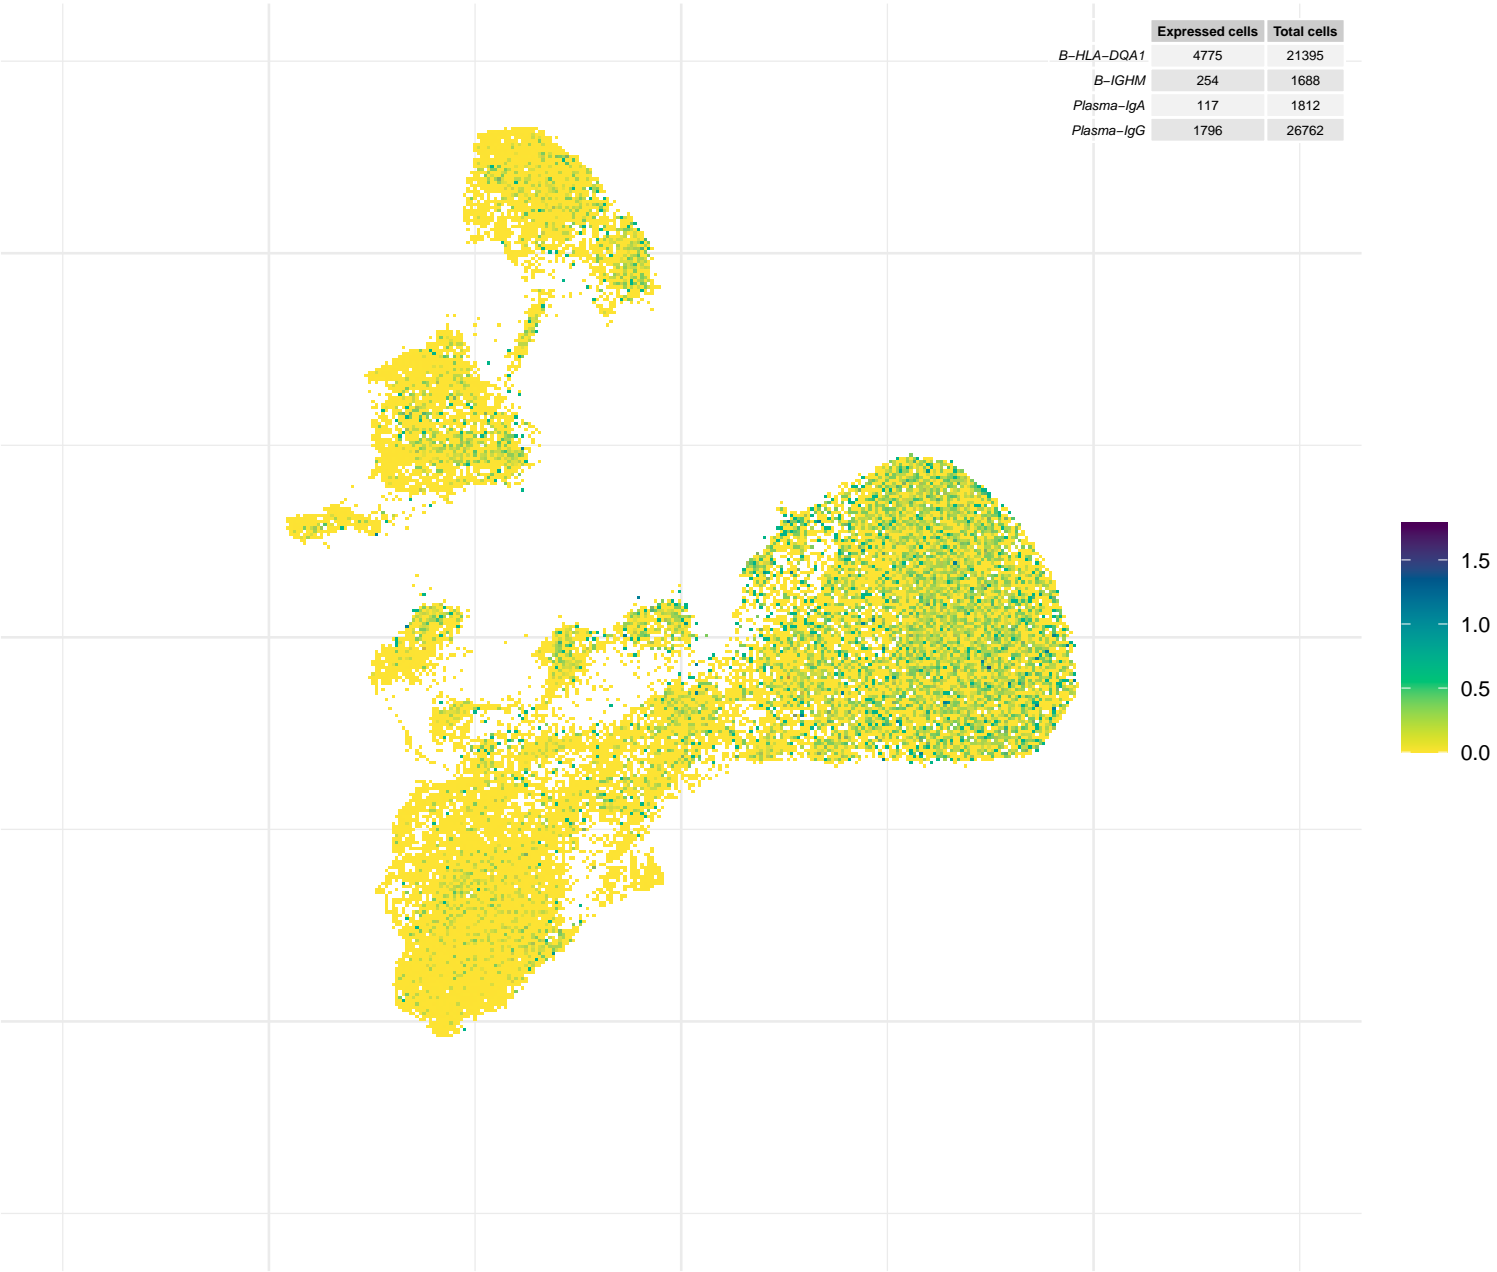 Expressed cells Total cells
B−HLA−DQA1 4775 21395
B−IGHM 254 1688
Plasma−IgA 117 1812
Plasma−IgG 1796 26762
1.5
1.0
0.5
0.0